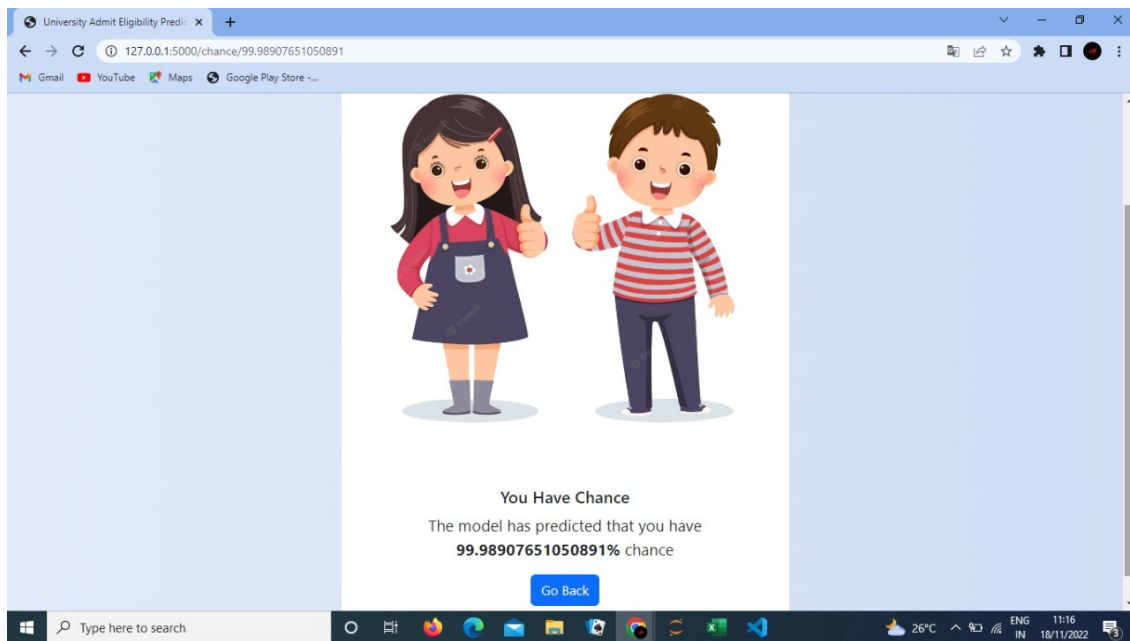 University Admit Eligibility Predic
127.0.0.1:5000/chance/99.98907651050891
Gmail YouTube Maps Google Play Store -...
You Have Chance
The model has predicted that you have
99.98907651050891% chance
Go Back
Type here to search
26°C
ENG
IN
11:16
18/11/2022